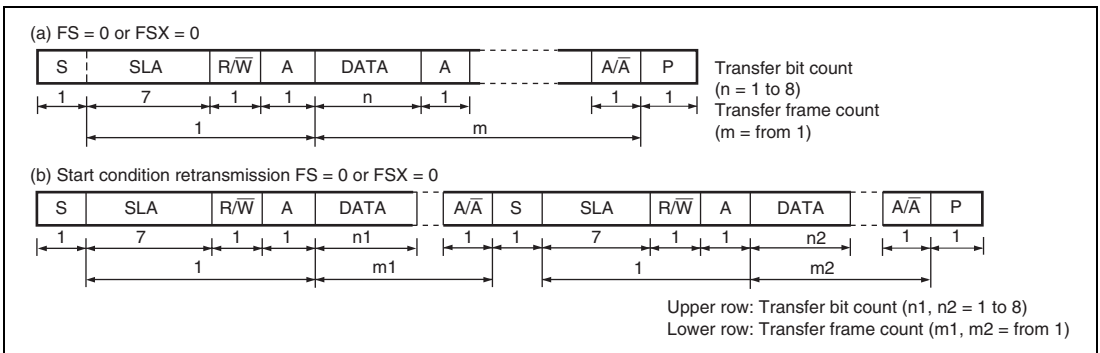 (a) FS = 0 or FSX = 0
S SLA R/W̅ A DATA A A/A̅ P
1 7 1 1 n 1 1 1
1 m
Transfer bit count
(n = 1 to 8)
Transfer frame count
(m = from 1)
(b) Start condition retransmission FS = 0 or FSX = 0
S SLA R/W̅ A DATA A/A̅ S SLA R/W̅ A DATA A/A̅ P
1 7 1 1 n1 1 1 7 1 1 n2 1 1
1 m1 1 m2
Upper row: Transfer bit count (n1, n2 = 1 to 8)
Lower row: Transfer frame count (m1, m2 = from 1)